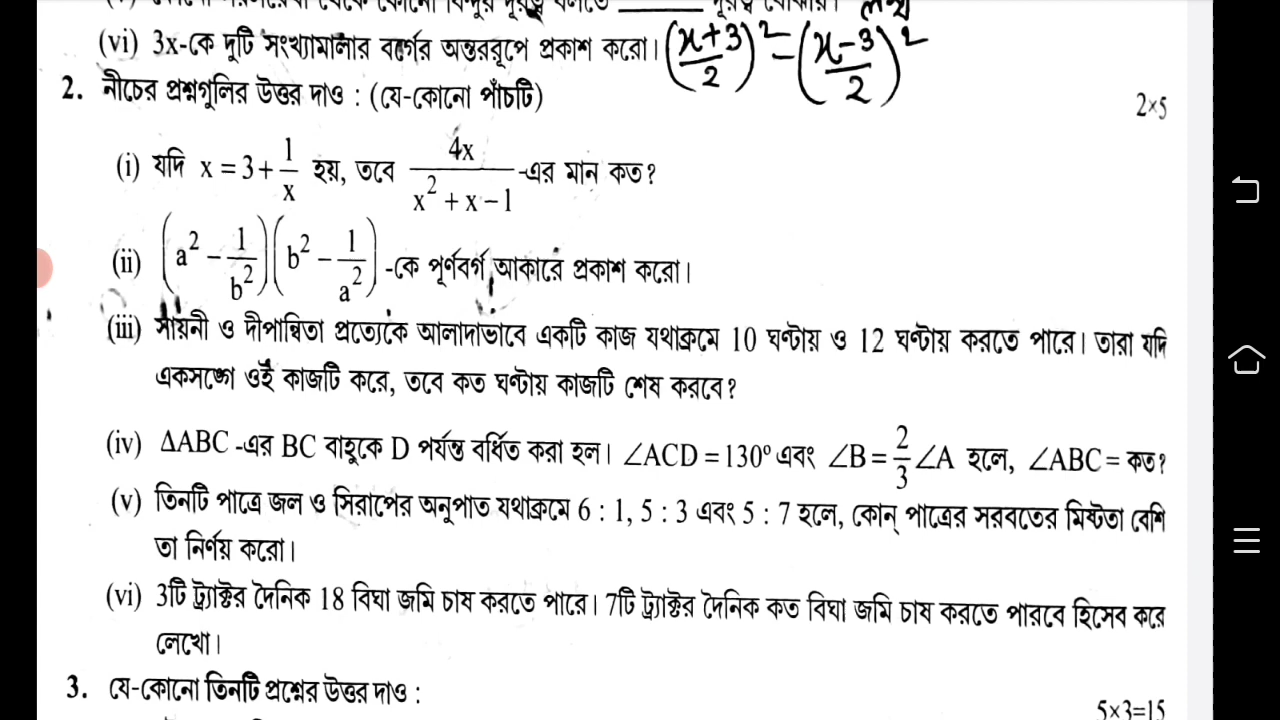 (vi) 3x-কে দুটি সংখ্যামালার বর্গের অন্তররূপে প্রকাশ করো। ((x+3)/2)² – ((x–3)/2)²
2. নীচের প্রশ্নগুলির উত্তর দাও : (যে-কোনো পাঁচটি) 2×5
(i) যদি x = 3 + 1/x হয়, তবে 4x/(x² + x – 1) -এর মান কত?
(ii) (a² – 1/b²)(b² – 1/a²) -কে পূর্ণবর্গ আকারে প্রকাশ করো।
(iii) সায়নী ও দীপান্বিতা প্রত্যেকে আলাদাভাবে একটি কাজ যথাক্রমে 10 ঘণ্টায় ও 12 ঘণ্টায় করতে পারে। তারা যদি
একসঙ্গে ওই কাজটি করে, তবে কত ঘণ্টায় কাজটি শেষ করবে?
(iv) ΔABC -এর BC বাহুকে D পর্যন্ত বর্ধিত করা হল। ∠ACD = 130° এবং ∠B = 2/3 ∠A হলে, ∠ABC = কত?
(v) তিনটি পাত্রে জল ও সিরাপের অনুপাত যথাক্রমে 6 : 1, 5 : 3 এবং 5 : 7 হলে, কোন্ পাত্রের সরবতের মিষ্টতা বেশি
তা নির্ণয় করো।
(vi) 3টি ট্র্যাক্টর দৈনিক 18 বিঘা জমি চাষ করতে পারে। 7টি ট্র্যাক্টর দৈনিক কত বিঘা জমি চাষ করতে পারবে হিসেব করে
লেখো।
3. যে-কোনো তিনটি প্রশ্নের উত্তর দাও :
5×3=15